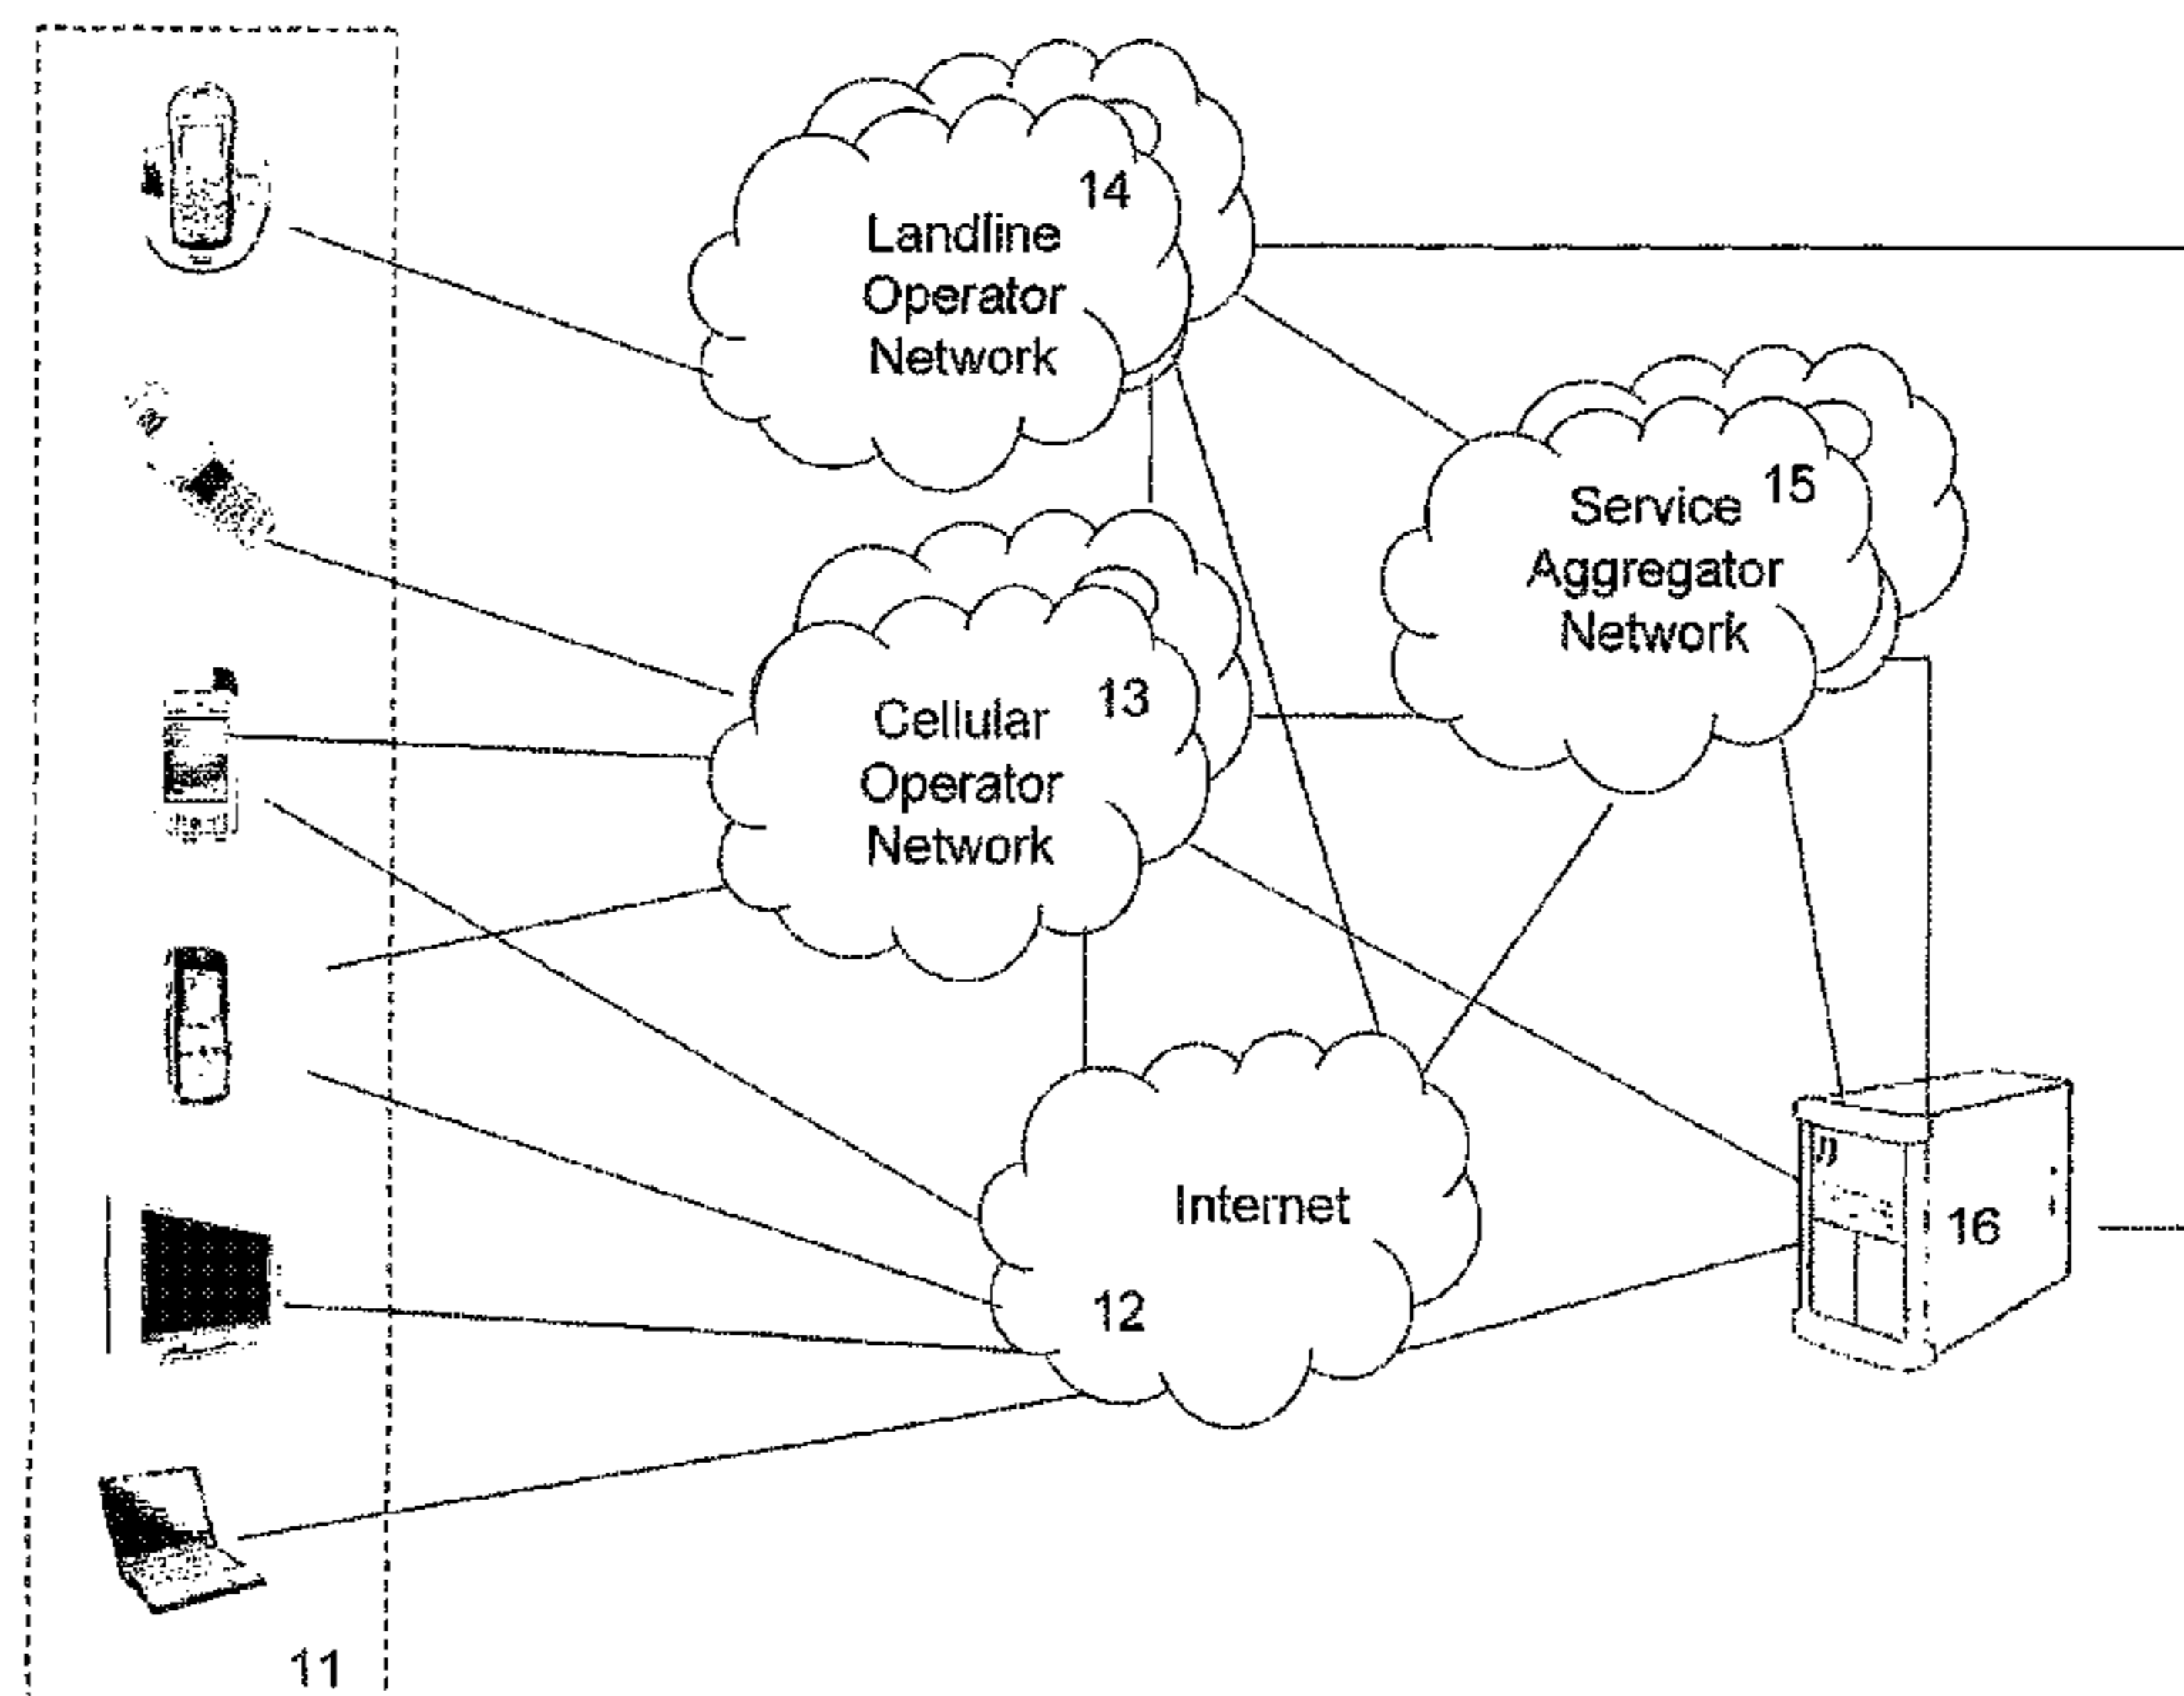 14
Landline
Operator
Network
15
Service
Aggregator
Network
13
Cellular
Operator
Network
Internet
12
16
11